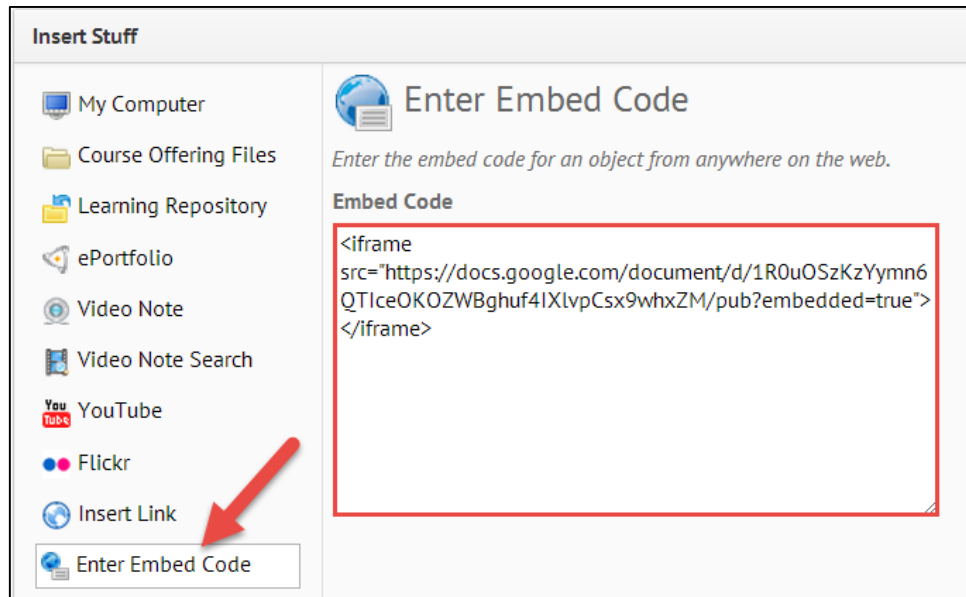 Insert Stuff
My Computer
Course Offering Files
Learning Repository
ePortfolio
Video Note
Video Note Search
You Tube YouTube
Flickr
Insert Link
Enter Embed Code
Enter Embed Code
Enter the embed code for an object from anywhere on the web.
Embed Code
<iframe
src="https://docs.google.com/document/d/1R0uOSzKzYymn6
QTIceOKOZWBghuf4IXlvpCsx9whxZM/pub?embedded=true">
</iframe>